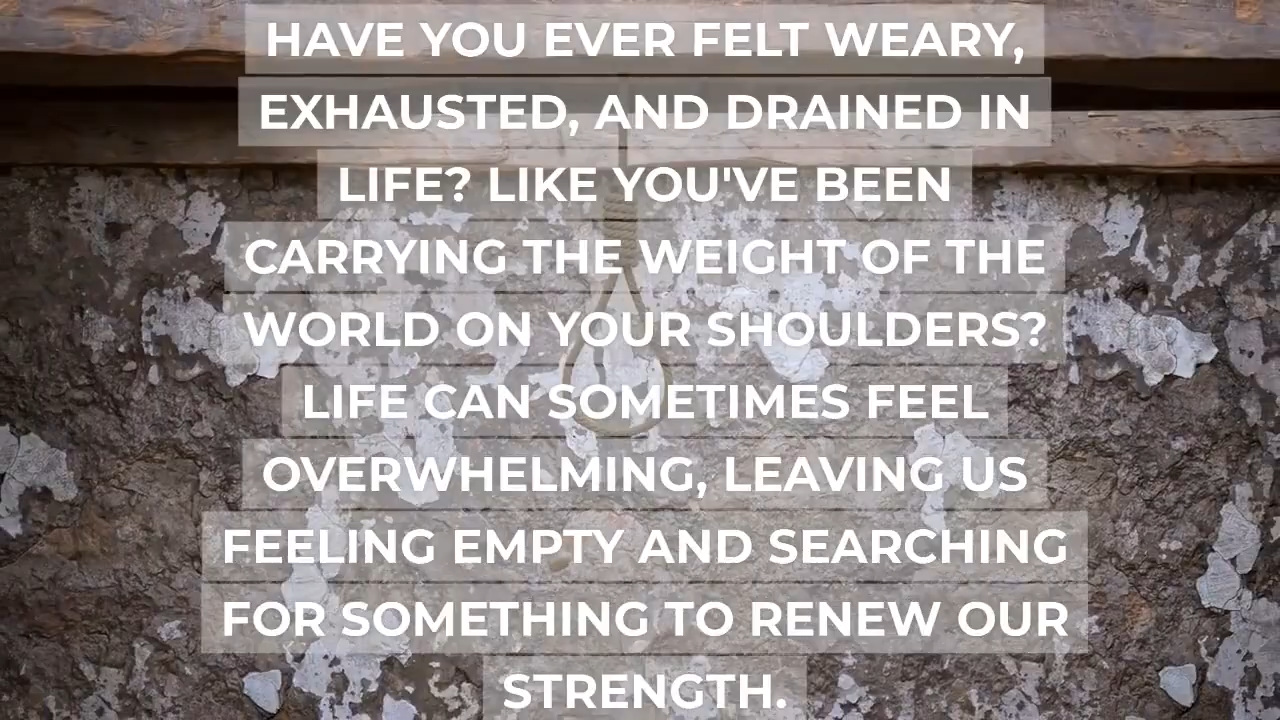 HAVE YOU EVER FELT WEARY,
EXHAUSTED, AND DRAINED IN
LIFE? LIKE YOU'VE BEEN
CARRYING THE WEIGHT OF THE
WORLD ON YOUR SHOULDERS?
LIFE CAN SOMETIMES FEEL
OVERWHELMING, LEAVING US
FEELING EMPTY AND SEARCHING
FOR SOMETHING TO RENEW OUR
STRENGTH.